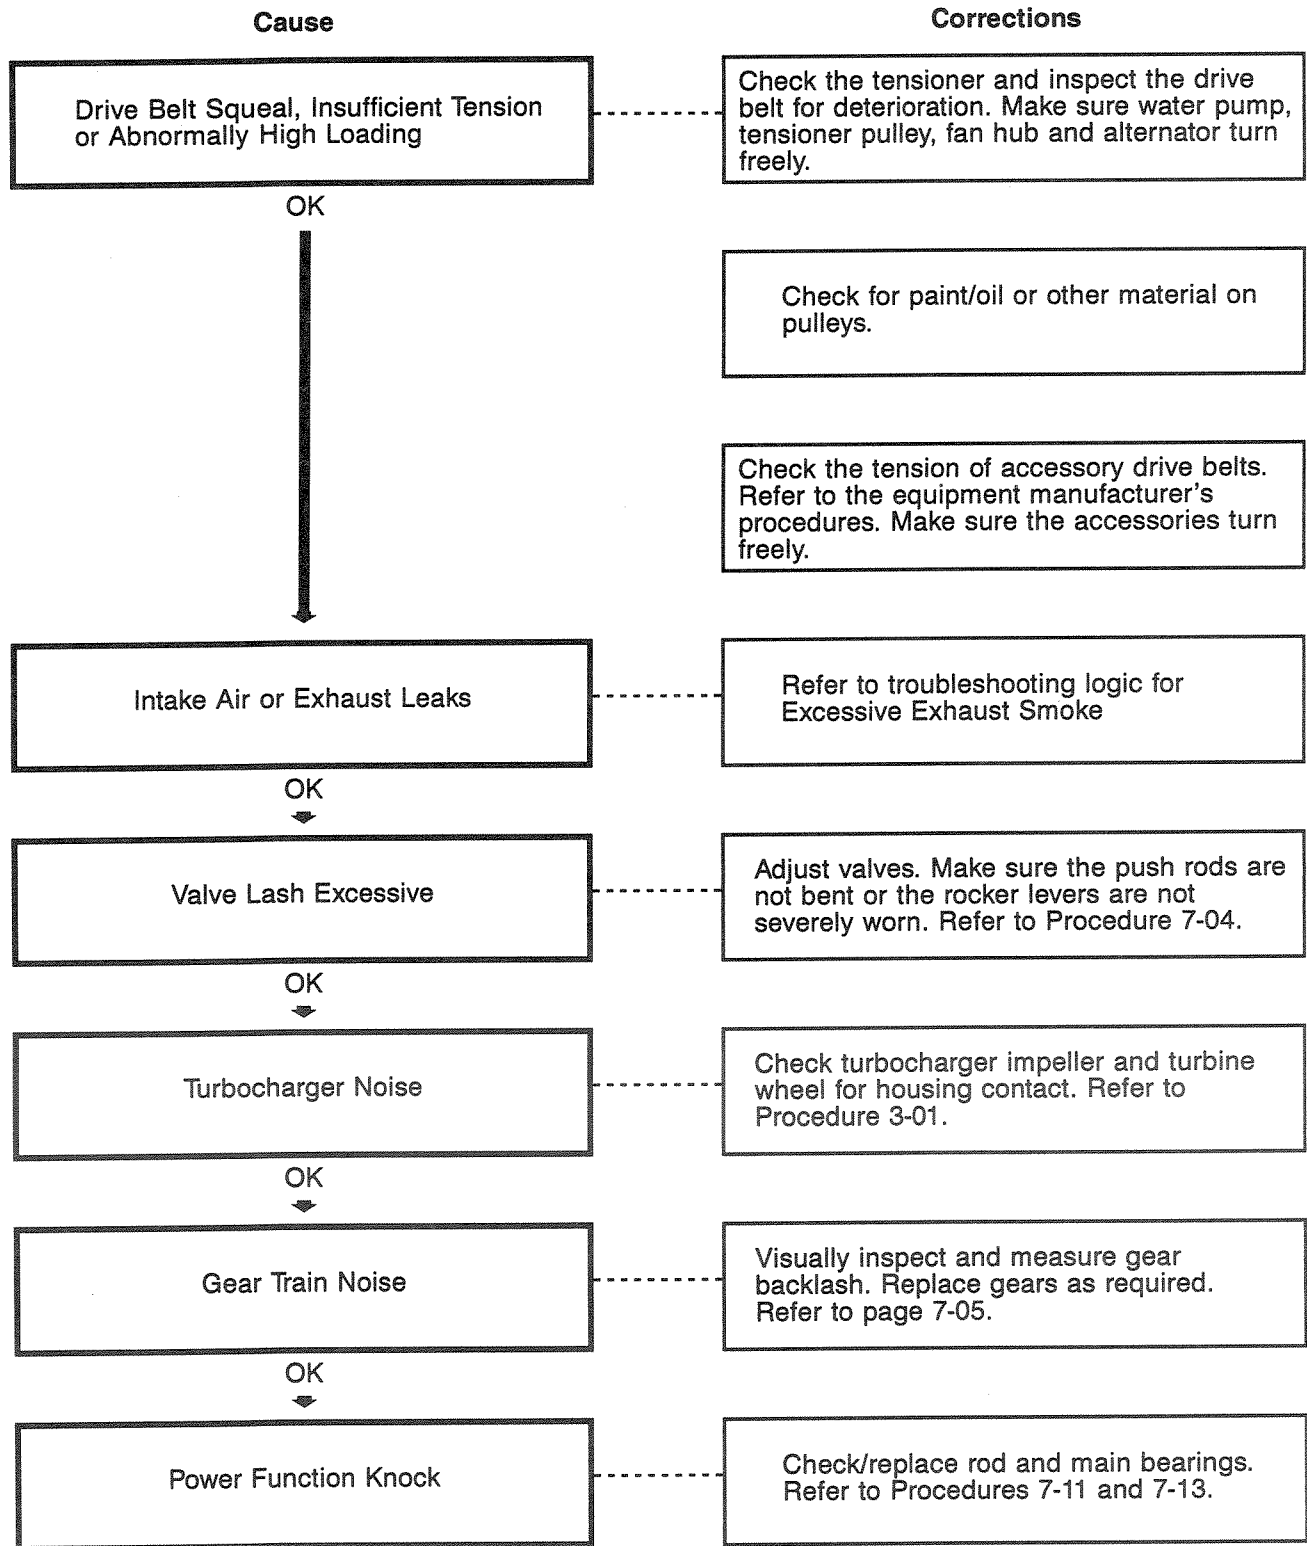 Cause
Corrections
Drive Belt Squeal, Insufficient Tension
or Abnormally High Loading
Check the tensioner and inspect the drive
belt for deterioration. Make sure water pump,
tensioner pulley, fan hub and alternator turn
freely.
OK
Check for paint/oil or other material on
pulleys.
Check the tension of accessory drive belts.
Refer to the equipment manufacturer's
procedures. Make sure the accessories turn
freely.
Intake Air or Exhaust Leaks
Refer to troubleshooting logic for
Excessive Exhaust Smoke
OK
Valve Lash Excessive
Adjust valves. Make sure the push rods are
not bent or the rocker levers are not
severely worn. Refer to Procedure 7-04.
OK
Turbocharger Noise
Check turbocharger impeller and turbine
wheel for housing contact. Refer to
Procedure 3-01.
OK
Gear Train Noise
Visually inspect and measure gear
backlash. Replace gears as required.
Refer to page 7-05.
OK
Power Function Knock
Check/replace rod and main bearings.
Refer to Procedures 7-11 and 7-13.